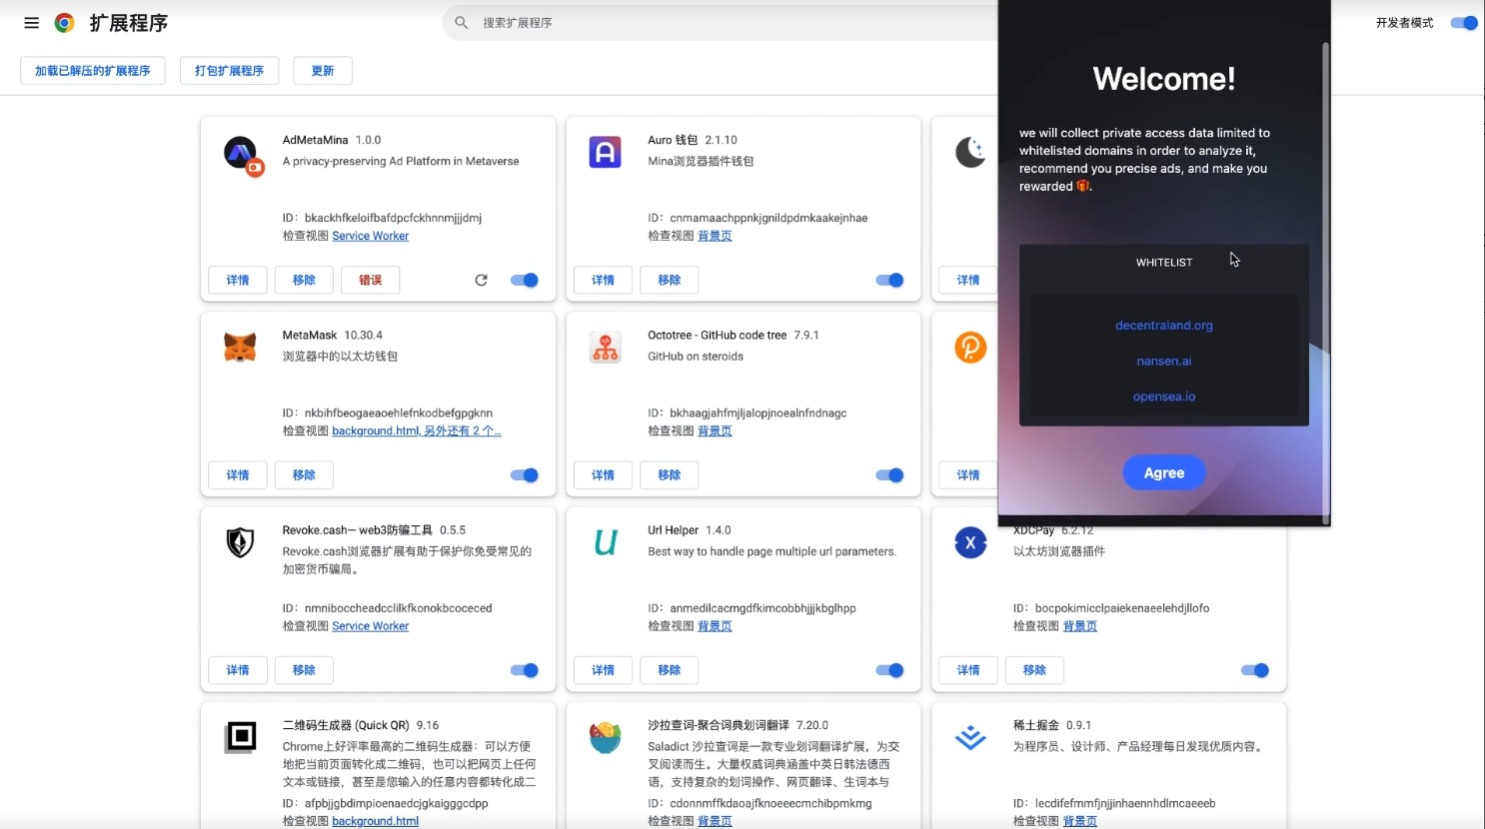 扩展程序
搜索扩展程序
开发者模式
加载已解压的扩展程序
打包扩展程序
更新
AdMetaMina 1.0.0
A privacy-preserving Ad Platform in Metaverse
ID: bkackhfkeloifbafdpcfckhnnmjjjdmj
检查视图 Service Worker
详情
移除
错误
Auro 钱包 2.1.10
Mina浏览器插件钱包
ID: cnmamaachppnkjgnildpdmkaakejnhae
检查视图 背景页
详情
移除
详情
Welcome!
we will collect private access data limited to
whitelisted domains in order to analyze it,
recommend you precise ads, and make you
rewarded 🎁.
WHITELIST
decentraland.org
nansen.ai
opensea.io
Agree
MetaMask 10.30.4
浏览器中的以太坊钱包
ID: nkbihfbeogaeaoehlefnkodbefgpgknn
检查视图 background.html, 另外还有 2 个...
详情
移除
Octotree - GitHub code tree 7.9.1
GitHub on steroids
ID: bkhaagjahfmjljalopjnoealnfndnagc
检查视图 背景页
详情
移除
详情
Revoke.cash— web3防骗工具 0.5.5
Revoke.cash浏览器扩展有助于保护你免受常见的
加密货币骗局。
ID: nmniboccheadcclilkfkonokbcoceced
检查视图 Service Worker
详情
移除
Url Helper 1.4.0
Best way to handle page multiple url parameters.
ID: anmedilcacmgdfkimcobbhjjjkbglhpp
检查视图 背景页
详情
移除
XDCPay 6.2.12
以太坊浏览器插件
ID: bocpokimicclpaiekenaeelehdjllofo
检查视图 背景页
详情
移除
二维码生成器 (Quick QR) 9.16
Chrome上好评率最高的二维码生成器：可以方便
地把当前页面转化成二维码，也可以把网页上任何
文本或链接，甚至是您输入的任意内容都转化成二
ID: afpbjjgbdimpioenaedcjgkaigggcdpp
检查视图 background.html
沙拉查词-聚合词典划词翻译 7.20.0
Saladict 沙拉查词是一款专业划词翻译扩展，为交
叉阅读而生。大量权威词典涵盖中英日韩法德西
语，支持复杂的划词操作、网页翻译、生词本与
ID: cdonnmffkdaoajfknoeeecmchibpmkmg
检查视图 背景页
稀土掘金 0.9.1
为程序员、设计师、产品经理每日发现优质内容。
ID: lecdifefmmfjnjjinhaennhdlmcaeeeb
检查视图 背景页